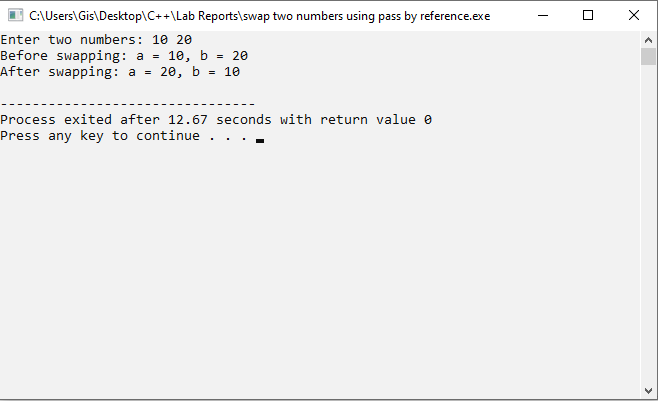 C:\Users\Gis\Desktop\C++\Lab Reports\swap two numbers using pass by reference.exe
Enter two numbers: 10 20
Before swapping: a = 10, b = 20
After swapping: a = 20, b = 10
--------------------------------
Process exited after 12.67 seconds with return value 0
Press any key to continue . . .